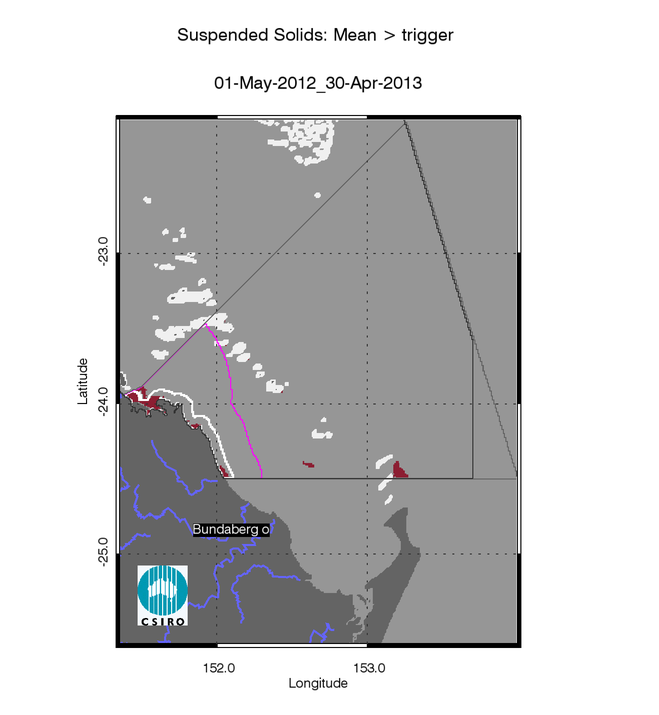 Suspended Solids: Mean > trigger
01-May-2012_30-Apr-2013
-23.0
-24.0
-25.0
Latitude
Bundaberg o
CSIRO
152.0 153.0
Longitude